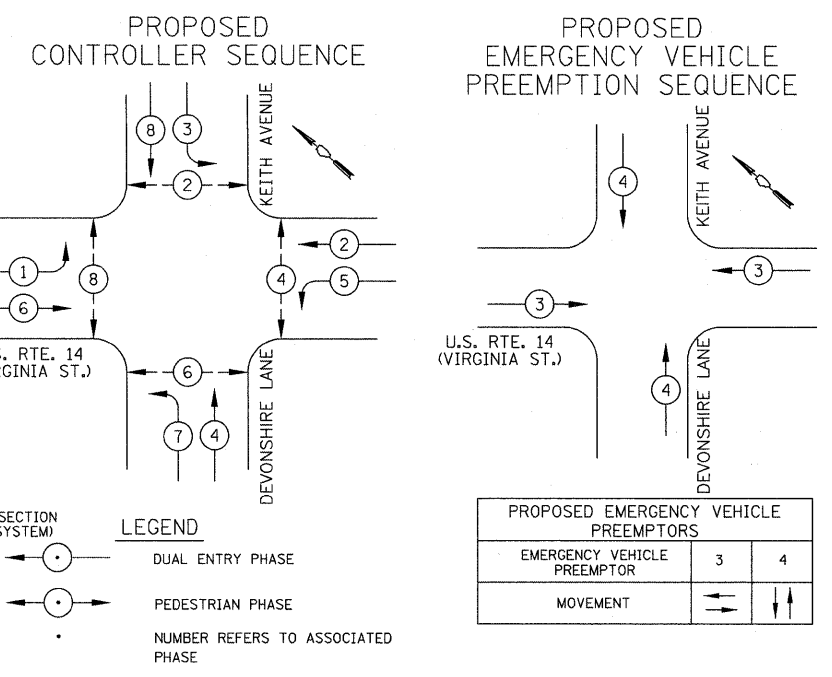 PROPOSED
CONTROLLER SEQUENCE
8
3
KEITH AVENUE
2
2
1
8
4
5
6
RTE. 14
ST.)
6
7
4
DEVONSHIRE LANE
LEGEND
DUAL ENTRY PHASE
PEDESTRIAN PHASE
NUMBER REFERS TO ASSOCIATED
PHASE
PROPOSED
EMERGENCY VEHICLE
PREEMPTION SEQUENCE
4
KEITH AVENUE
3
3
U.S. RTE. 14
(VIRGINIA ST.)
4
DEVONSHIRE LANE
PROPOSED EMERGENCY VEHICLE
PREEMPTORS
EMERGENCY VEHICLE
PREEMPTOR
3
4
MOVEMENT